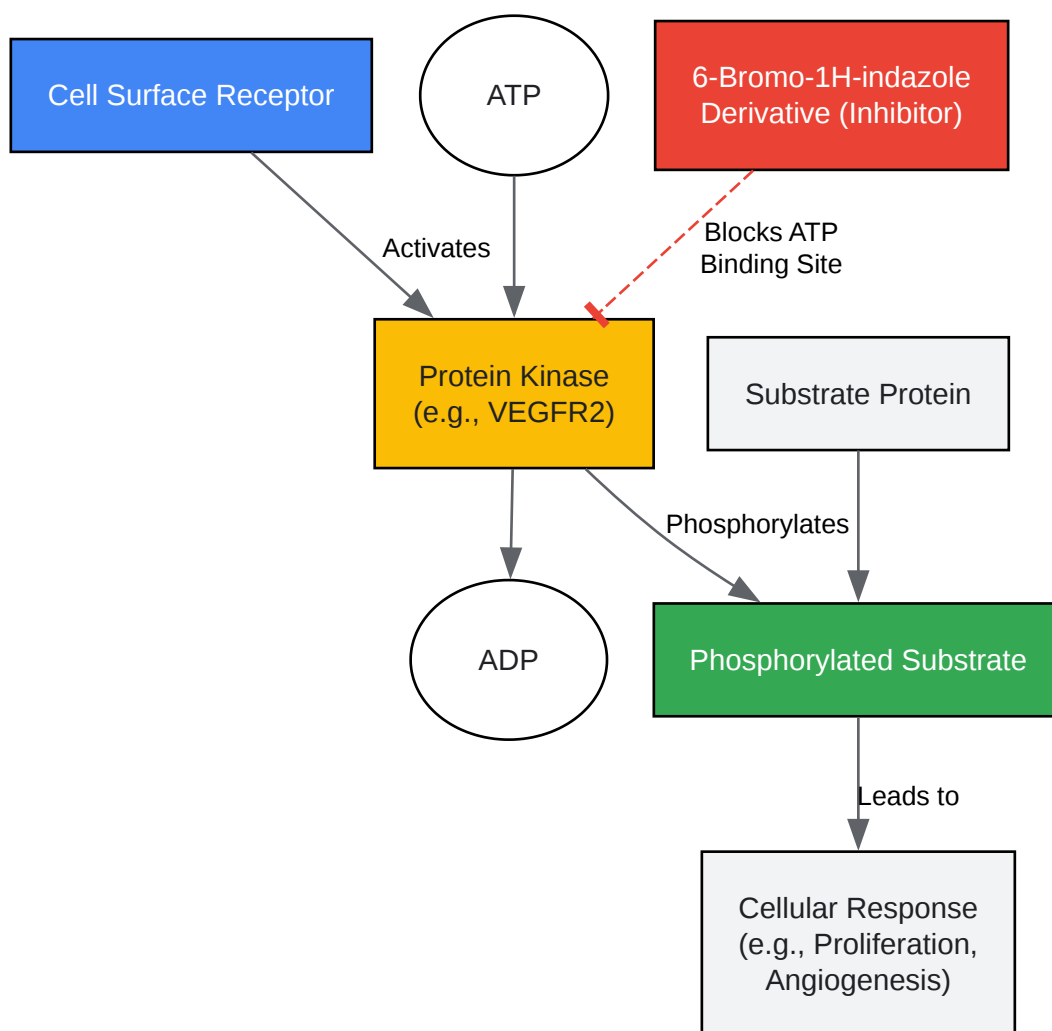 Cell Surface Receptor
ATP
6-Bromo-1H-indazole
Derivative (Inhibitor)
Activates
Blocks ATP
Binding Site
Protein Kinase
(e.g., VEGFR2)
Substrate Protein
Phosphorylates
ADP
Phosphorylated Substrate
Leads to
Cellular Response
(e.g., Proliferation,
Angiogenesis)